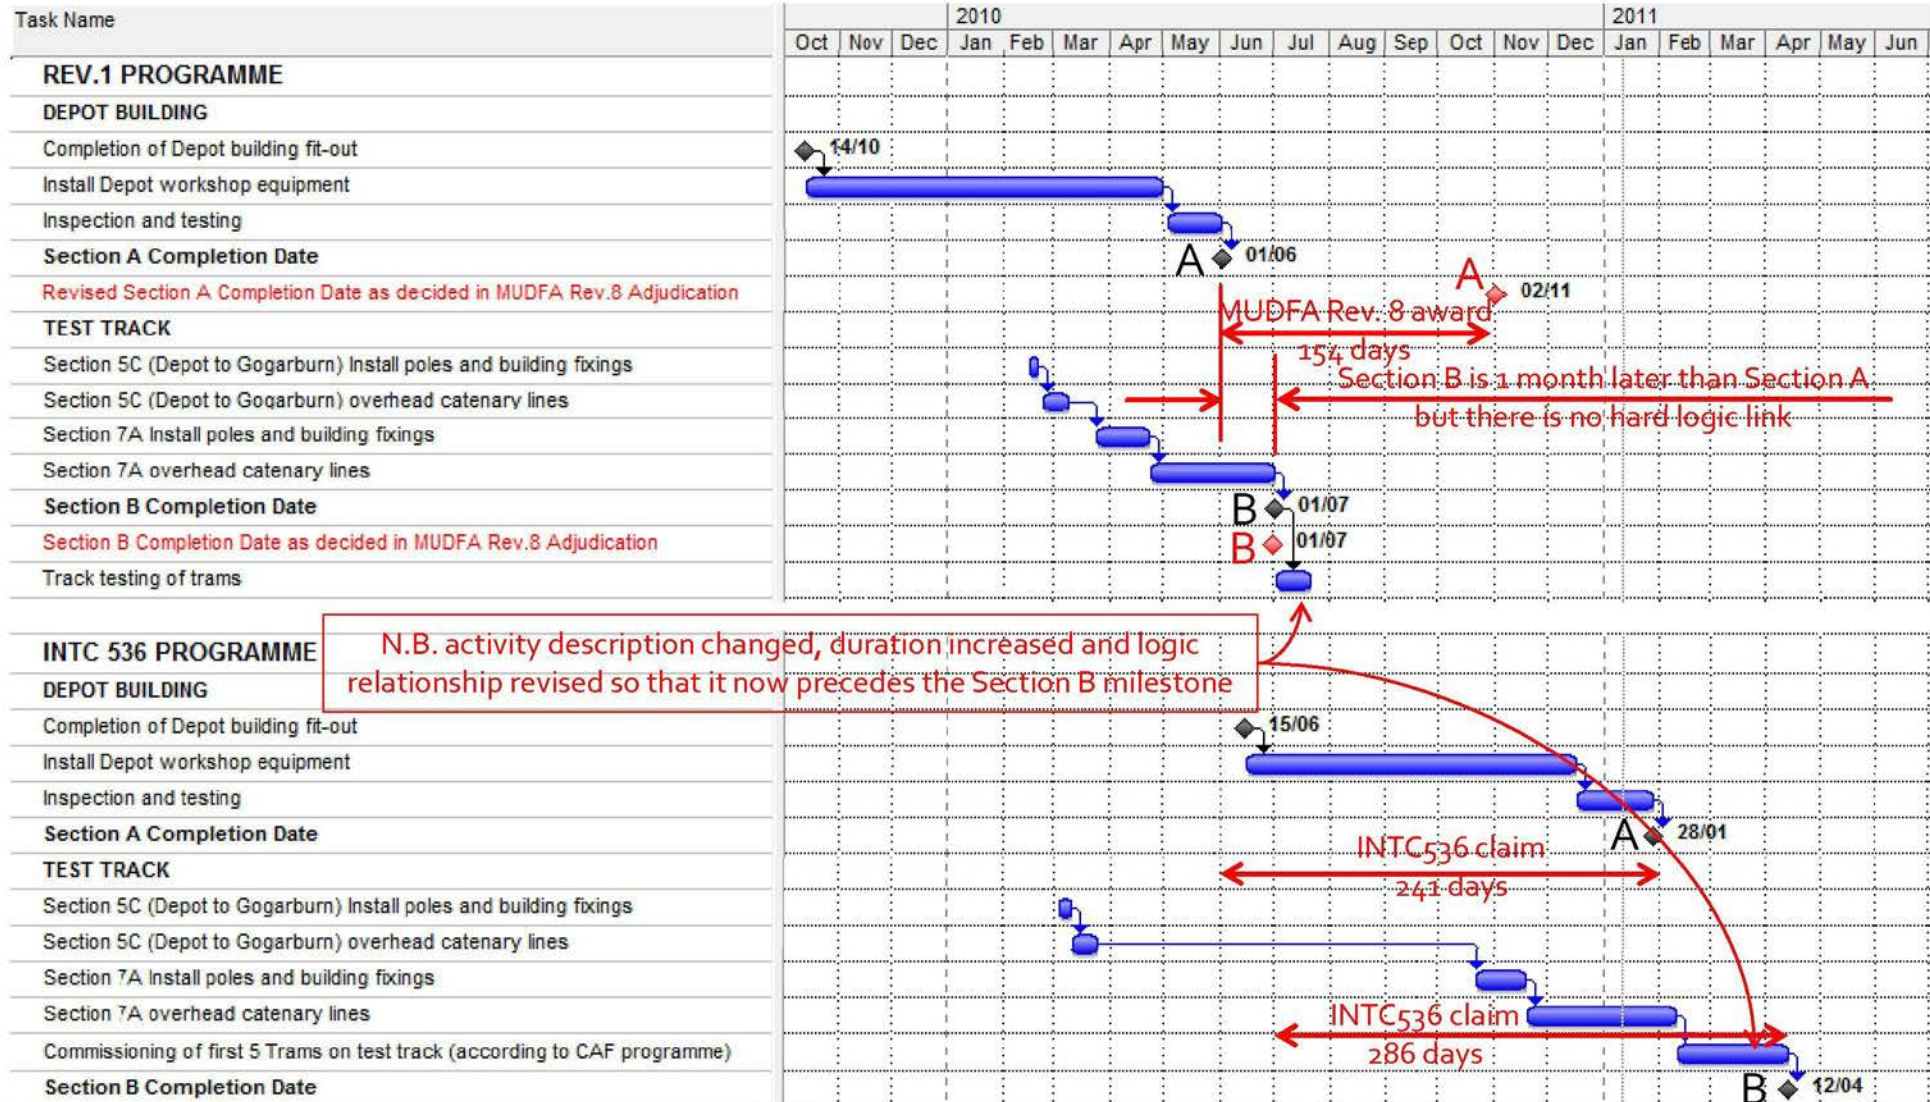 Task Name
2010
2011
Oct Nov Dec Jan Feb Mar Apr May Jun Jul Aug Sep Oct Nov Dec Jan Feb Mar Apr May Jun
REV.1 PROGRAMME
DEPOT BUILDING
Completion of Depot building fit-out
14/10
Install Depot workshop equipment
Inspection and testing
Section A Completion Date
A
01/06
Revised Section A Completion Date as decided in MUDFA Rev.8 Adjudication
A
02/11
TEST TRACK
MUDFA Rev. 8 award
154 days
Section 5C (Depot to Gogarburn) Install poles and building fixings
Section B is 1 month later than Section A
but there is no hard logic link
Section 5C (Depot to Gogarburn) overhead catenary lines
Section 7A Install poles and building fixings
Section 7A overhead catenary lines
Section B Completion Date
B
01/07
Section B Completion Date as decided in MUDFA Rev.8 Adjudication
B
01/07
Track testing of trams
N.B. activity description changed, duration increased and logic
relationship revised so that it now precedes the Section B milestone
INTC 536 PROGRAMME
DEPOT BUILDING
Completion of Depot building fit-out
15/06
Install Depot workshop equipment
Inspection and testing
Section A Completion Date
A
28/01
INTC536 claim
241 days
TEST TRACK
Section 5C (Depot to Gogarburn) Install poles and building fixings
Section 5C (Depot to Gogarburn) overhead catenary lines
Section 7A Install poles and building fixings
Section 7A overhead catenary lines
INTC536 claim
286 days
Commissioning of first 5 Trams on test track (according to CAF programme)
Section B Completion Date
B
12/04